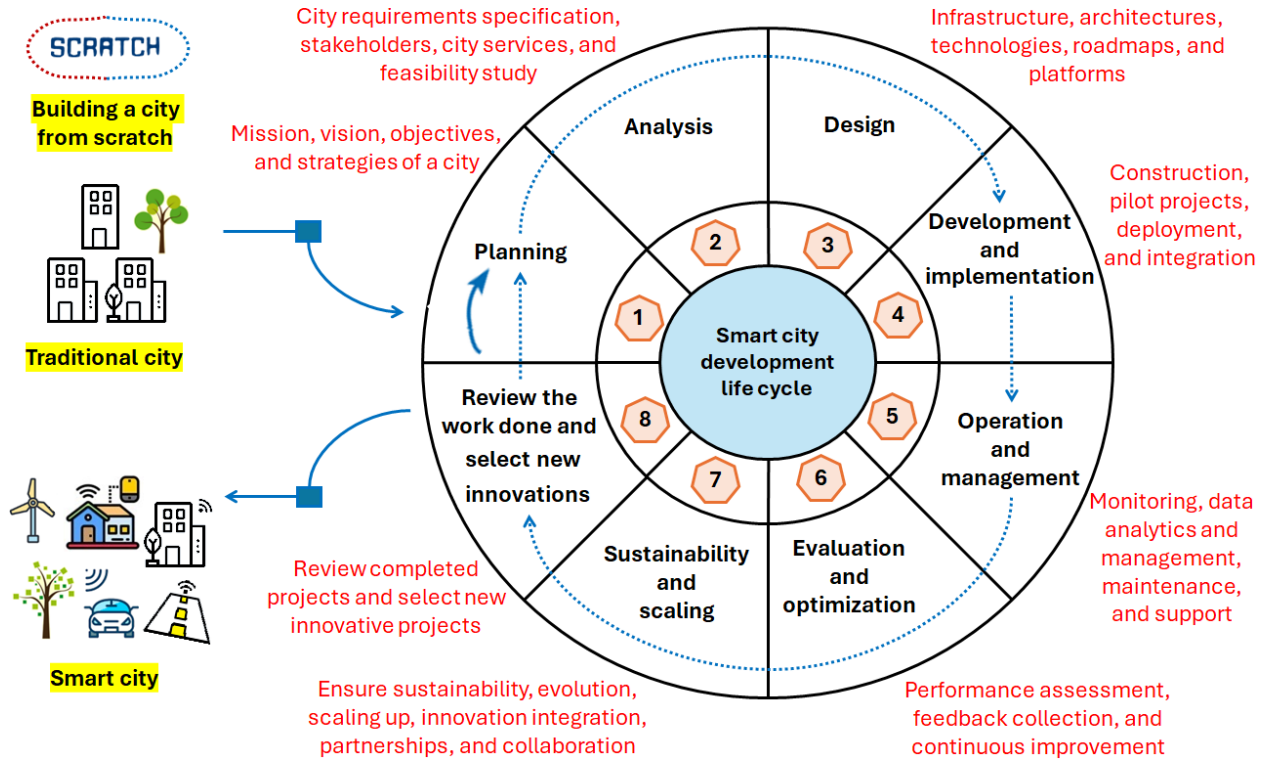 SCRATCH
Building a city
from scratch
Traditional city
Smart city
City requirements specification,
stakeholders, city services, and
feasibility study
Mission, vision, objectives,
and strategies of a city
Infrastructure, architectures,
technologies, roadmaps, and
platforms
Construction,
pilot projects,
deployment,
and integration
Monitoring, data
analytics and
management,
maintenance,
and support
Performance assessment,
feedback collection, and
continuous improvement
Ensure sustainability, evolution,
scaling up, innovation integration,
partnerships, and collaboration
Review completed
projects and select new
innovative projects
Planning
1
Analysis
2
Design
3
Development
and
implementation
4
Operation
and
management
5
Evaluation
and
optimization
6
Sustainability
and
scaling
7
Review the
work done and
select new
innovations
8
Smart city
development
life cycle